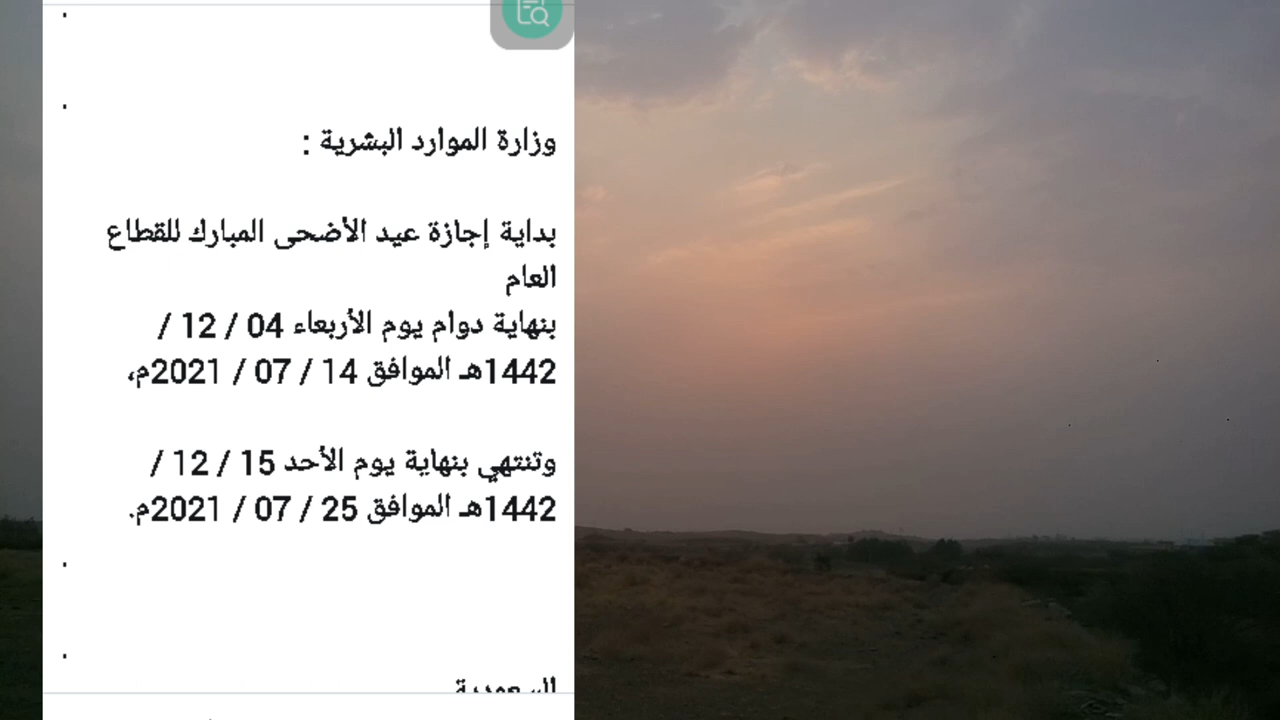 وزارة الموارد البشرية :
بداية إجازة عيد الأضحى المبارك للقطاع
العام
بنهاية دوام يوم الأربعاء 04 / 12 /
1442هـ الموافق 14 / 07 / 2021م،
وتنتهي بنهاية يوم الأحد 15 / 12 /
1442هـ الموافق 25 / 07 / 2021م.
السعودية